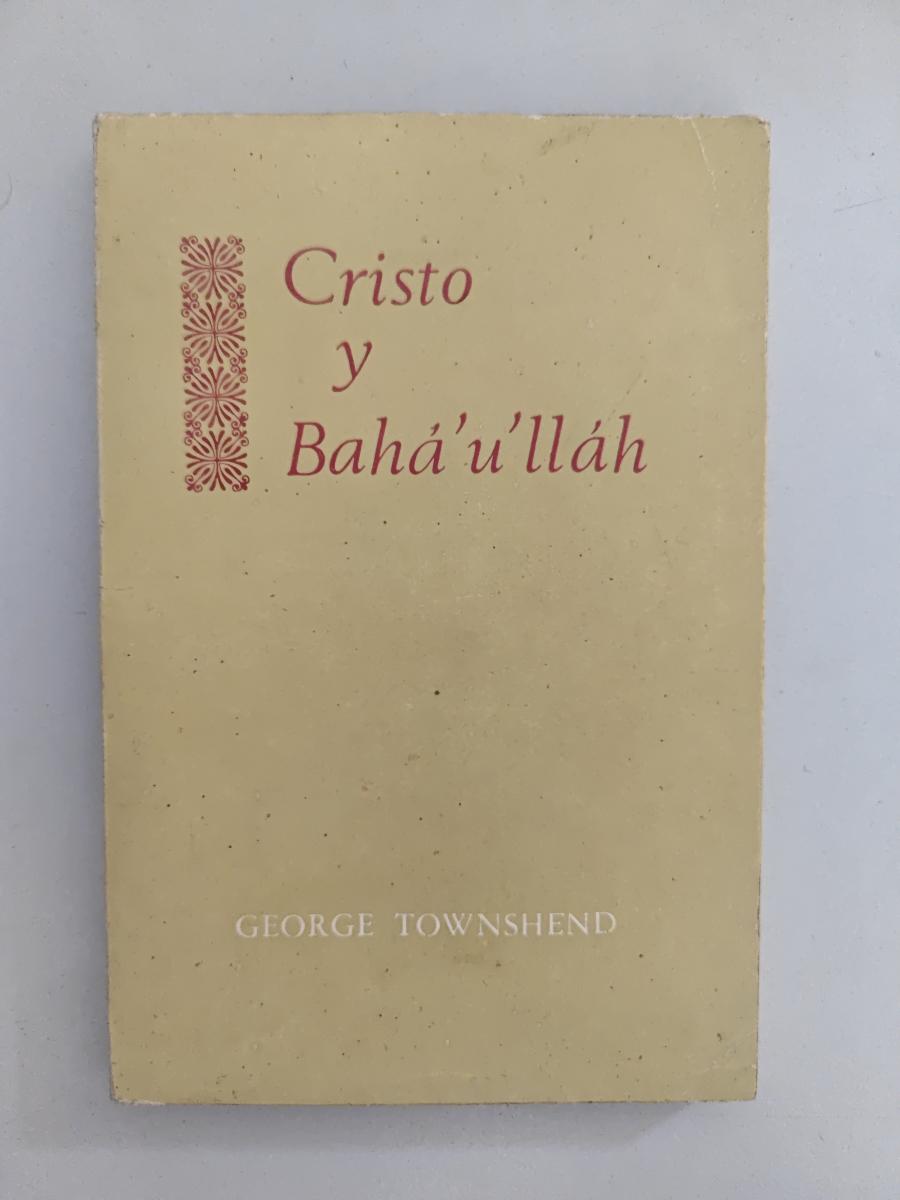 Cristo
y
Bahá'u'lláh
GEORGE TOWNSHEND